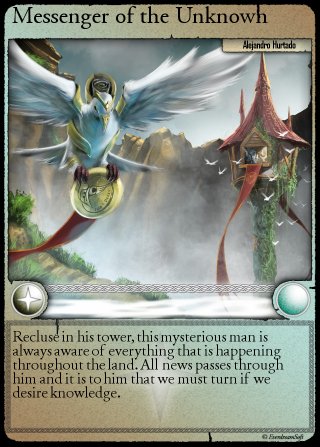 Messenger of the Unknown
Alejandro Hurtado
Recluse in his tower, this mysterious man is
always aware of everything that is happening
throughout the land. All news passes through
him and it is to him that we must turn if we
desire knowledge.
© EverdreamSoft